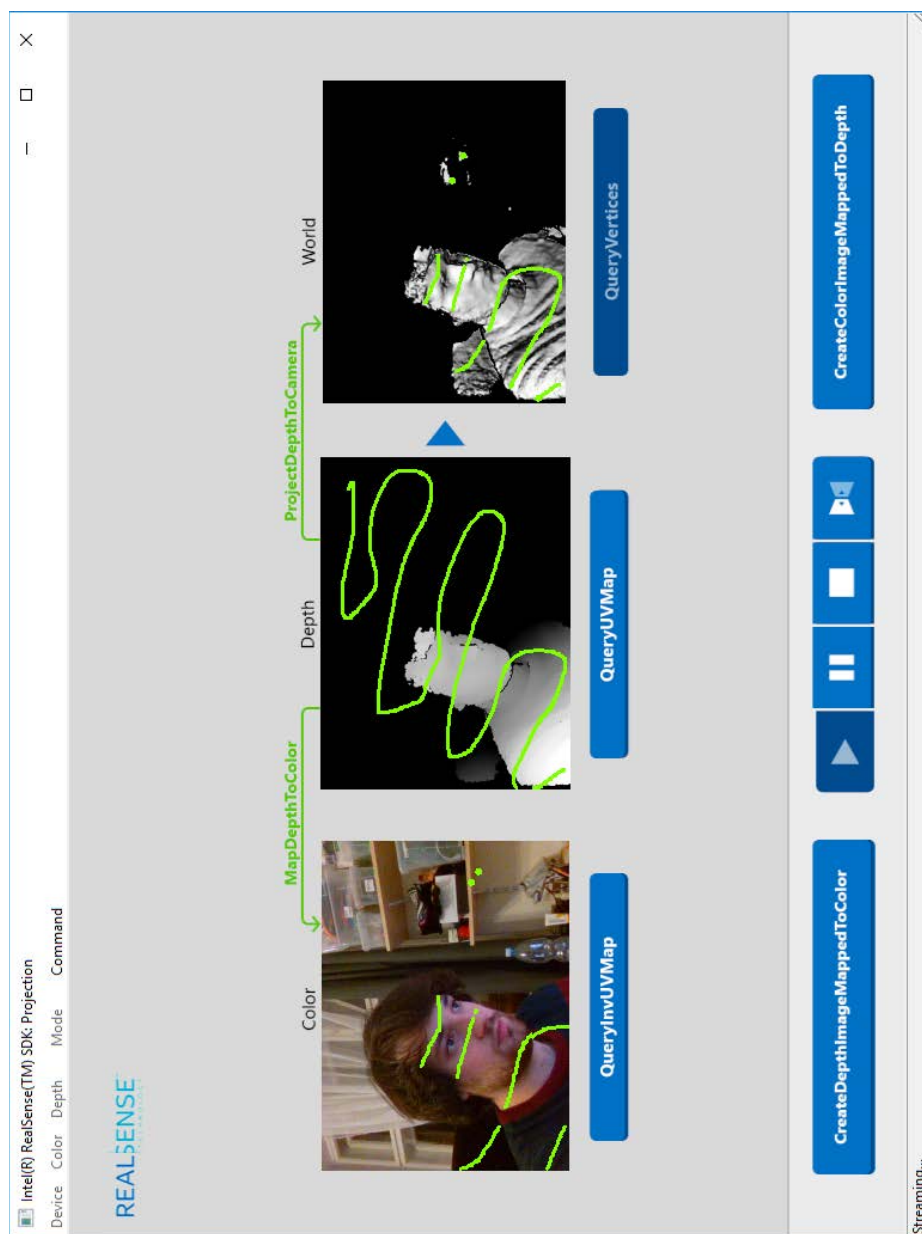 Intel(R) RealSense(TM) SDK: Projection
Device Color Depth Mode Command
REALSENSE
TECHNOLOGY
MapDepthToColor
ProjectDepthToCamera
Color
Depth
World
QueryInvUVMap
QueryUVMap
QueryVertices
CreateDepthImageMappedToColor
CreateColorImageMappedToDepth
Streaming...